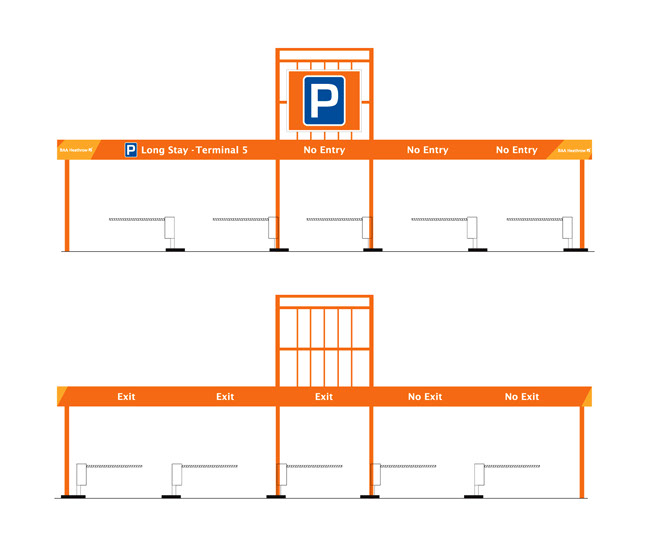 P
BAA Heathrow
P Long Stay - Terminal 5
No Entry
No Entry
No Entry
BAA Heathrow
Exit
Exit
Exit
No Exit
No Exit